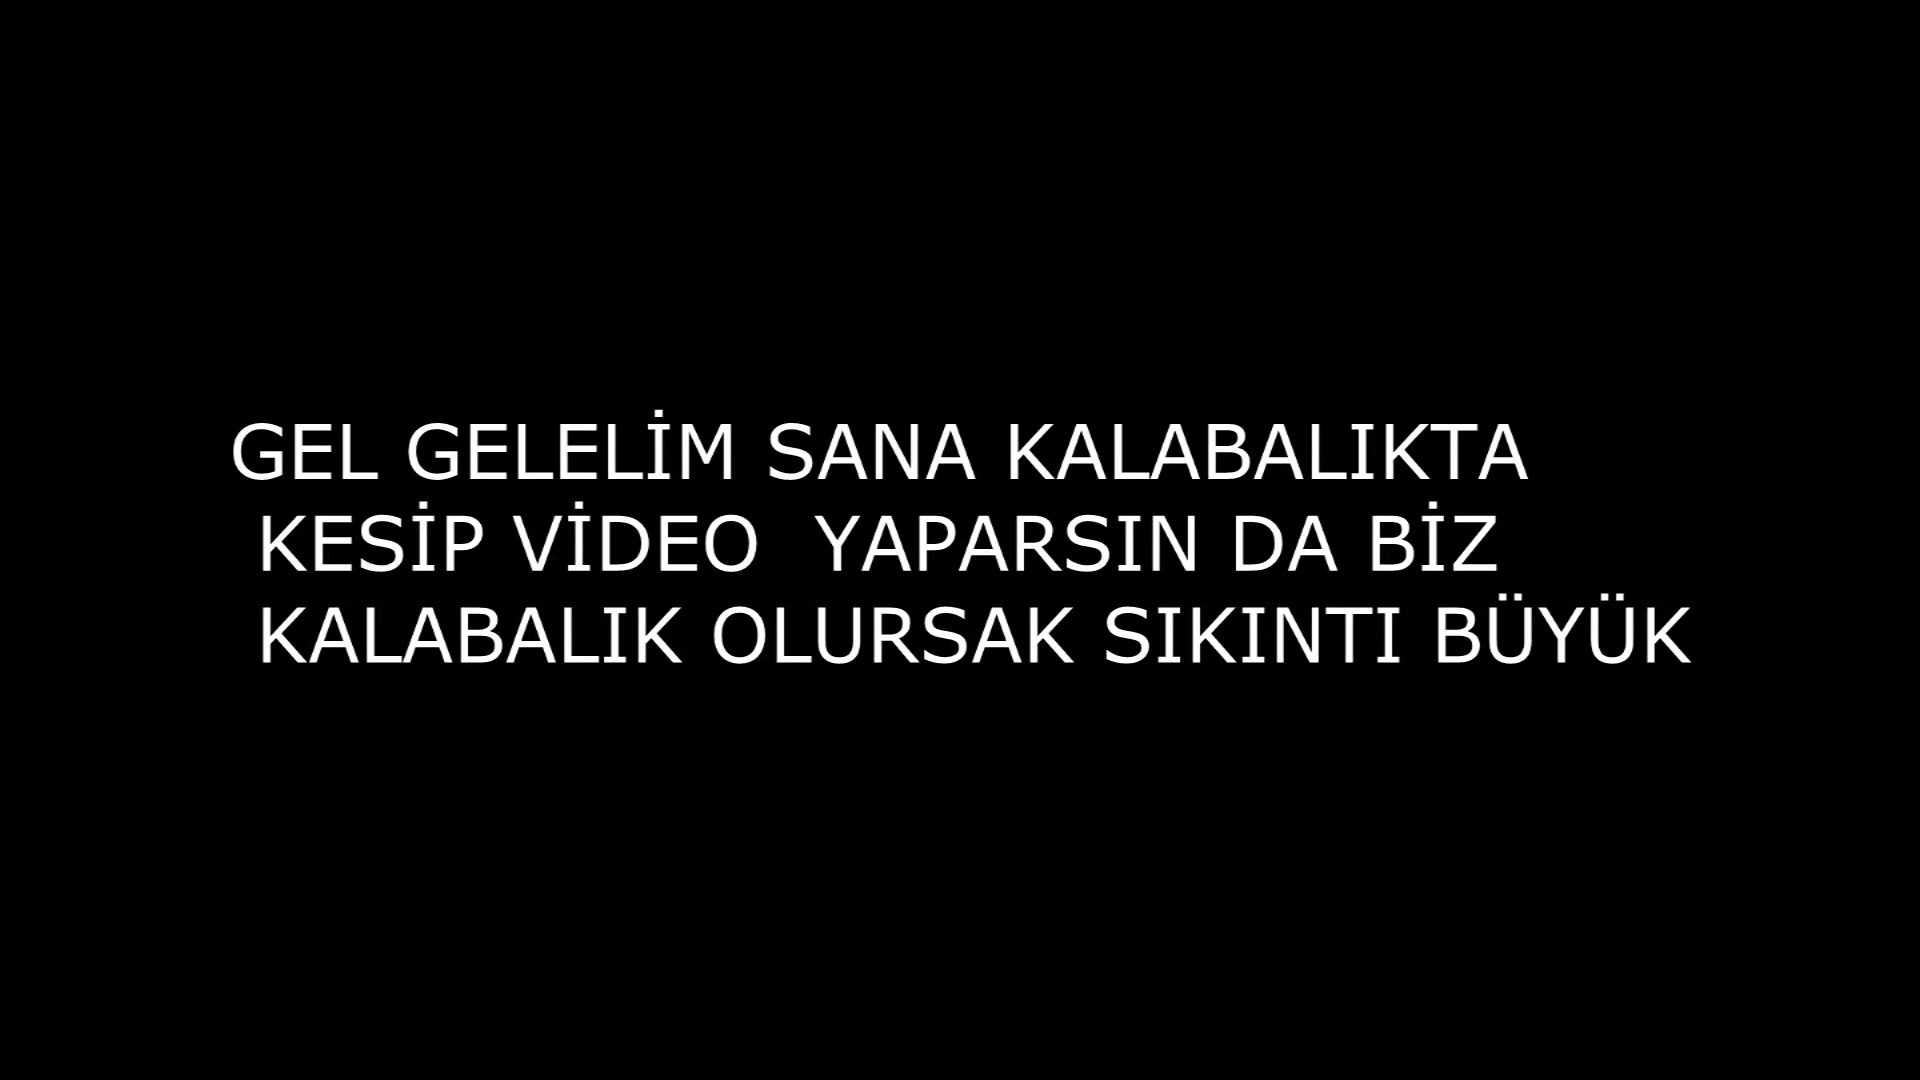 GEL GELELİM SANA KALABALIKTA
KESİP VİDEO  YAPARSIN DA BİZ
KALABALIK OLURSAK SIKINTI BÜYÜK